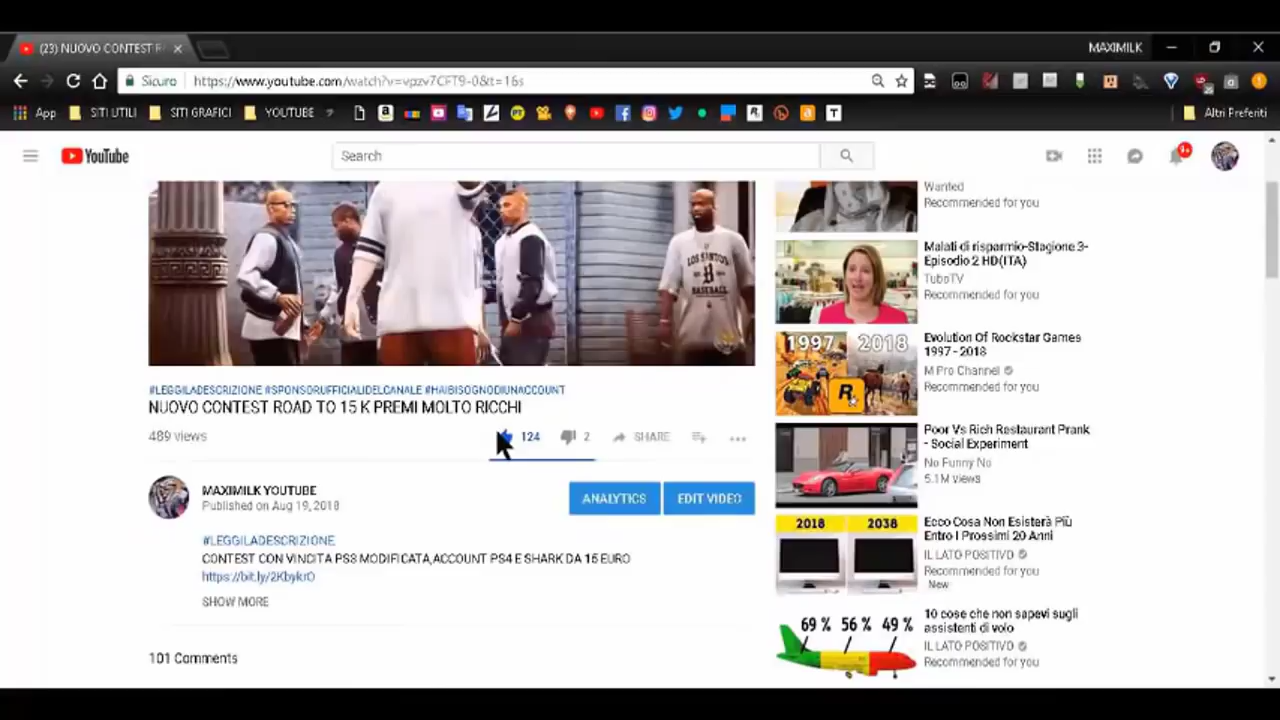 (23) NUOVO CONTEST R
MAXIMILK
Sicuro
https://www.youtube.com/watch?v=vpzv7CFT9-0&t=16s
App
SITI UTILI
SITI GRAFICI
YOUTUBE
Altri Preferiti
YouTube
Search
9+
LOS SANTOS
BASEBALL
#LEGGILADESCRIZIONE #SPONSORUFFICIALIDELCANALE #HAIBISOGNODIUNACCOUNT
NUOVO CONTEST ROAD TO 15 K PREMI MOLTO RICCHI
489 views
124
2
SHARE
MAXIMILK YOUTUBE
Published on Aug 19, 2018
ANALYTICS
EDIT VIDEO
#LEGGILADESCRIZIONE
CONTEST CON VINCITA PS3 MODIFICATA,ACCOUNT PS4 E SHARK DA 15 EURO
https://bit.ly/2KbykrO
SHOW MORE
101 Comments
Wanted
Recommended for you
Malati di risparmio-Stagione 3-
Episodio 2 HD(ITA)
TuboTV
Recommended for you
1997 2018
R
Evolution Of Rockstar Games
1997 - 2018
M Pro Channel
Recommended for you
Poor Vs Rich Restaurant Prank
- Social Experiment
No Funny No
5.1M views
2018 2038
Ecco Cosa Non Esisterà Più
Entro I Prossimi 20 Anni
IL LATO POSITIVO
Recommended for you
New
69 % 56 % 49 %
10 cose che non sapevi sugli
assistenti di volo
IL LATO POSITIVO
Recommended for you